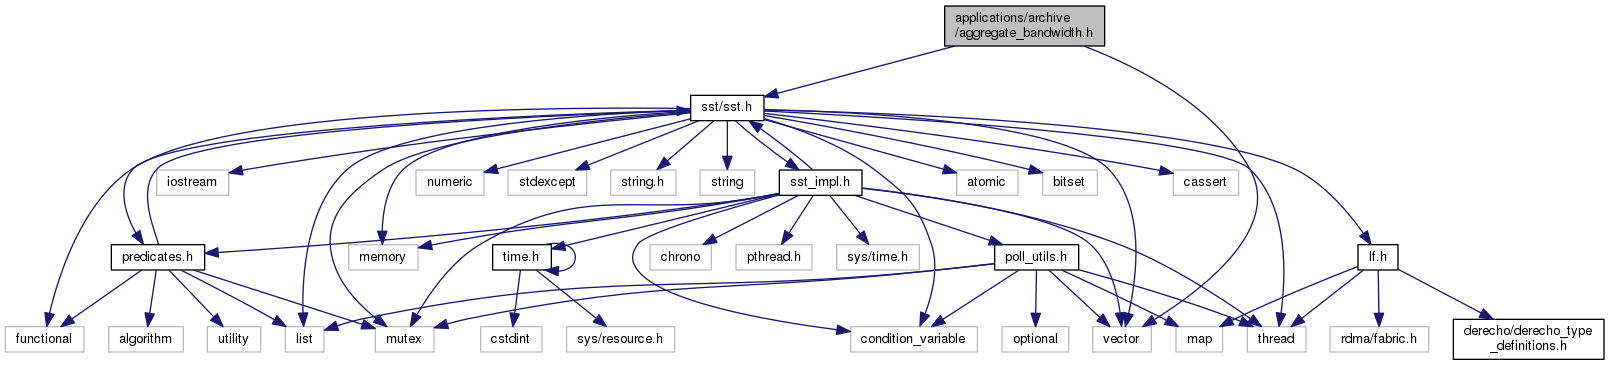 applications/archive
/aggregate_bandwidth.h
sst/sst.h
iostream
numeric
stdexcept
string.h
string
sst_impl.h
atomic
bitset
cassert
predicates.h
memory
time.h
chrono
pthread.h
sys/time.h
poll_utils.h
lf.h
functional
algorithm
utility
list
mutex
cstdint
sys/resource.h
condition_variable
optional
vector
map
thread
rdma/fabric.h
derecho/derecho_type
_definitions.h